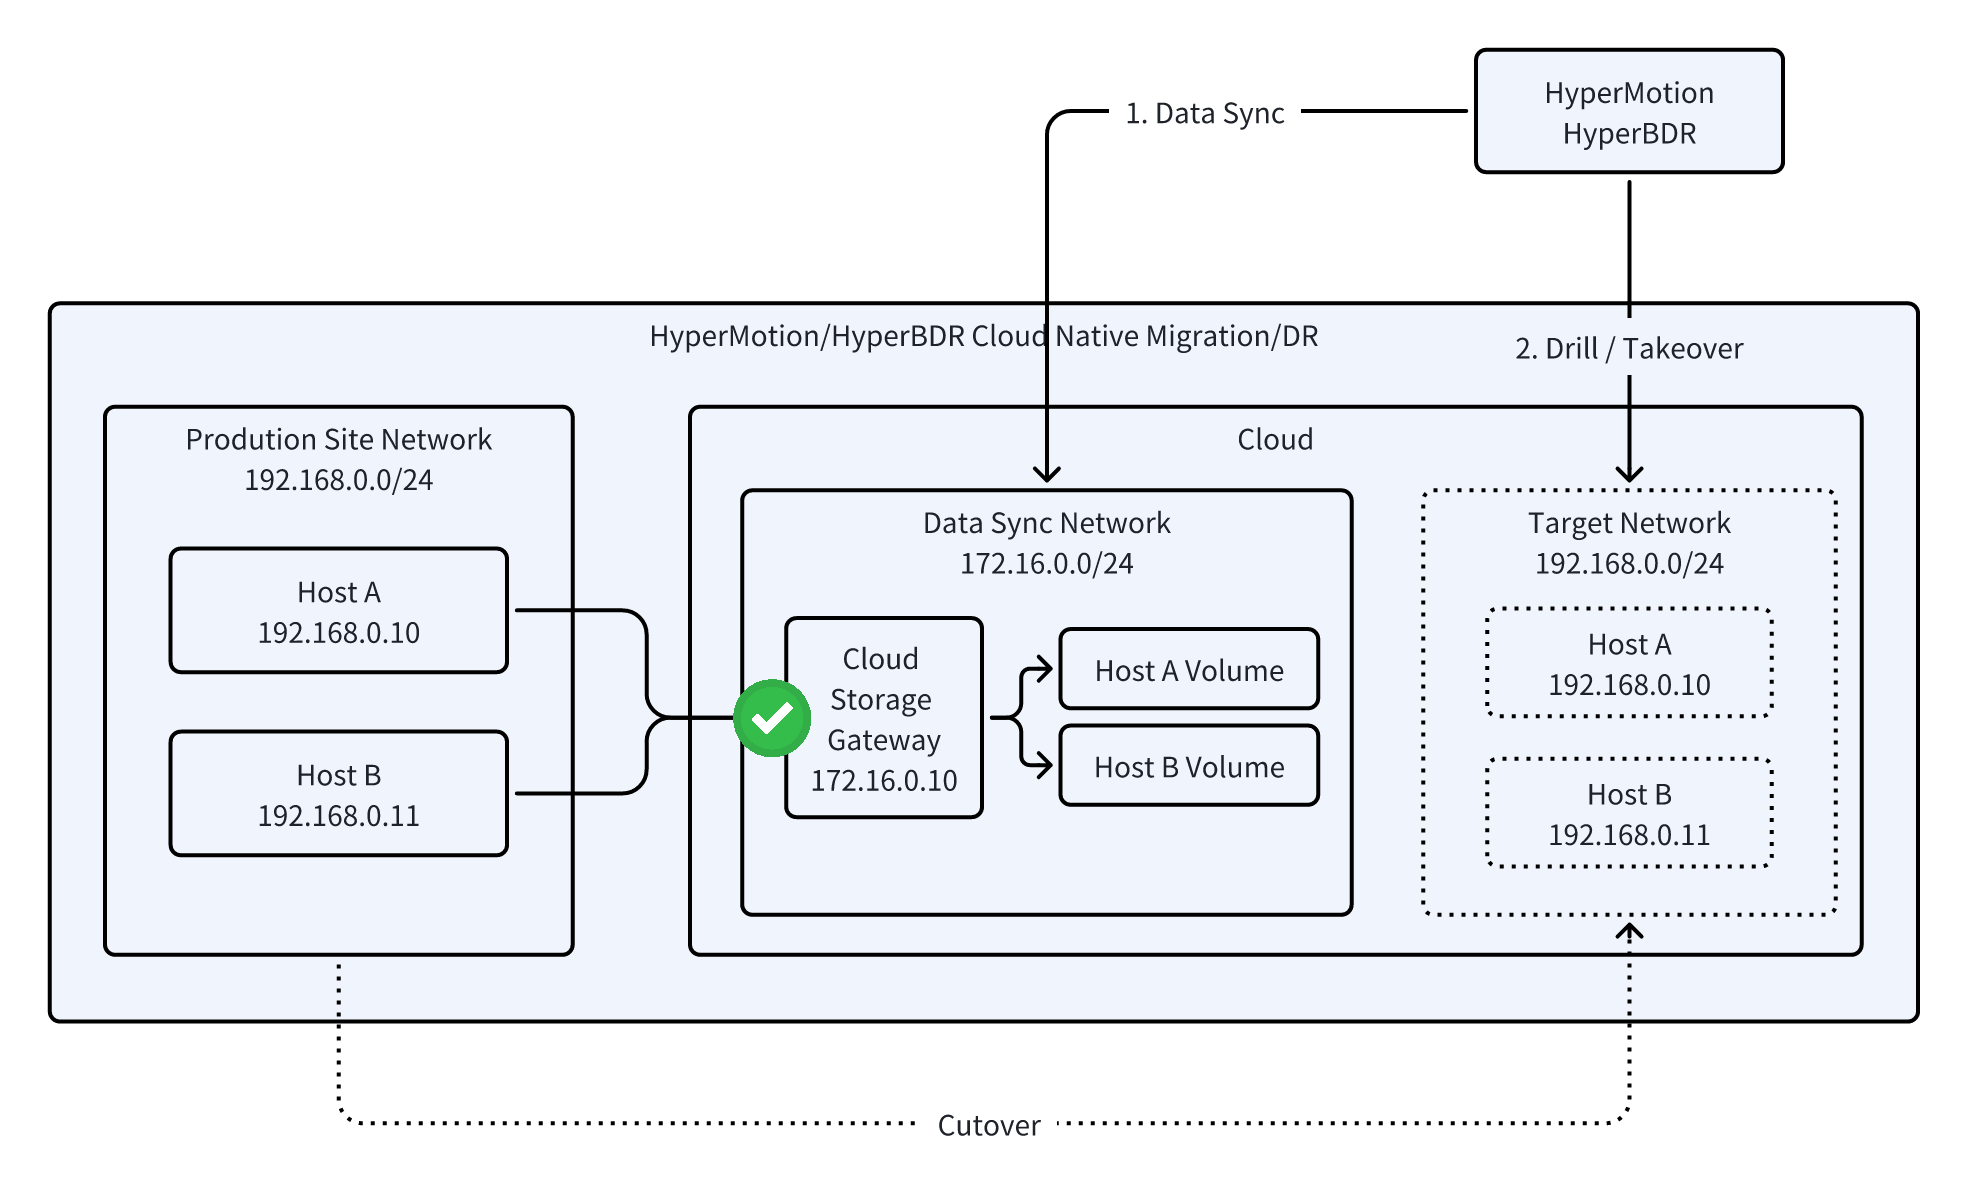 HyperMotion
HyperBDR
1. Data Sync
HyperMotion/HyperBDR Cloud Native Migration/DR
2. Drill / Takeover
Prodution Site Network
192.168.0.0/24
Host A
192.168.0.10
Host B
192.168.0.11
Cloud
Data Sync Network
172.16.0.0/24
Cloud
Storage
Gateway
172.16.0.10
Host A Volume
Host B Volume
Target Network
192.168.0.0/24
Host A
192.168.0.10
Host B
192.168.0.11
Cutover